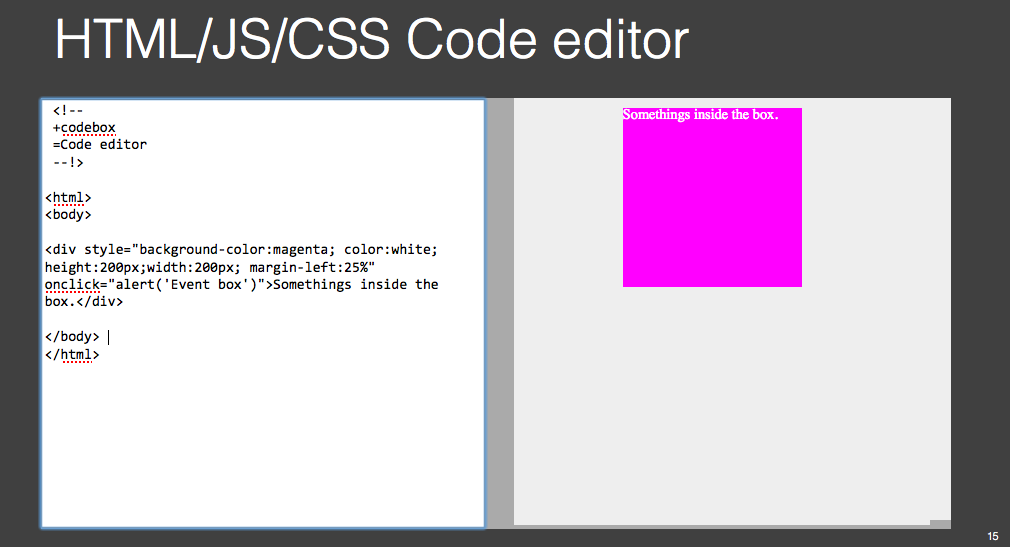 HTML/JS/CSS Code editor
<!--
+codebox
=Code editor
--!>
<html>
<body>
<div style="background-color:magenta; color:white;
height:200px;width:200px; margin-left:25%"
onclick="alert('Event box')">Somethings inside the
box.</div>
</body>
</html>
Somethings inside the box.
15